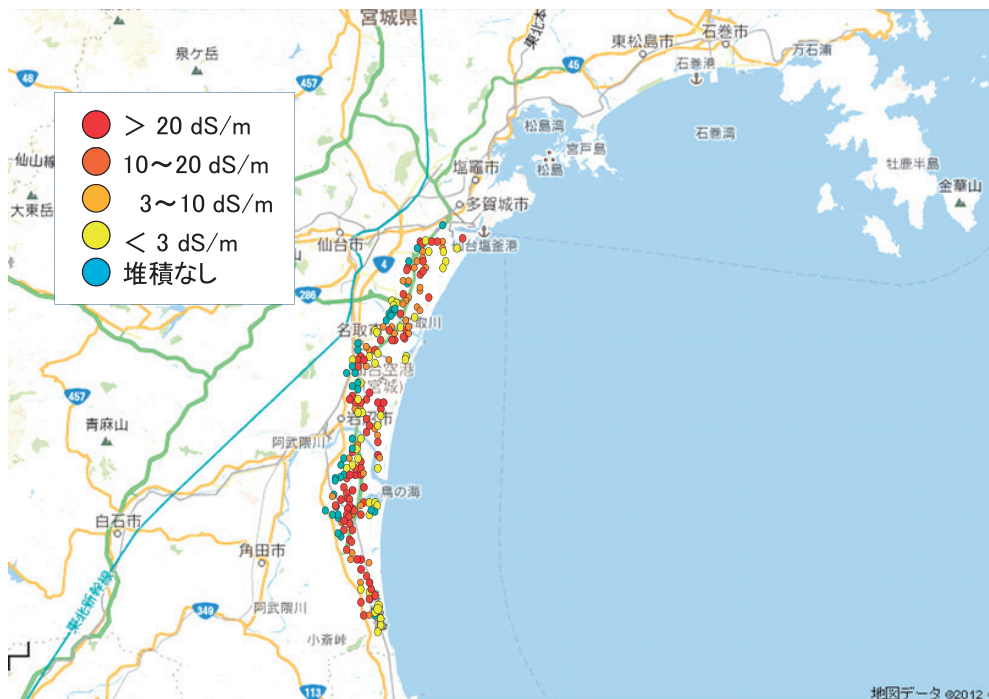 宮城県
東北本
泉ケ岳
48
457
45
東松島市
石巻市
石巻港
万石浦
> 20 dS/m
10〜20 dS/m
3〜10 dS/m
< 3 dS/m
堆積なし
仙山線
大東岳
松島湾
宮戸島
松島
石巻湾
牡鹿半島
金華山
塩竈市
多賀城市
仙台市
仙台塩釜港
4
286
名取市
取川
台空港
(宮城)
457
岩沼市
青麻山
阿武隈川
鳥の海
白石市
角田市
東北新幹線
349
阿武隈川
小斎峠
113
地図データ ©2012